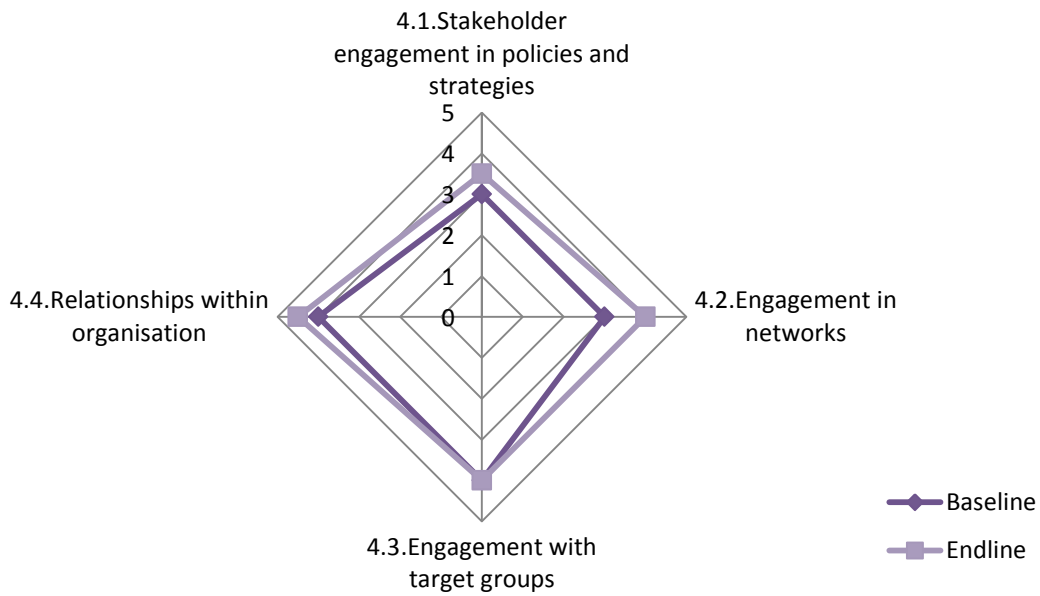 4.1.Stakeholder
engagement in policies and
strategies
5
4
3
2
1
0
4.4.Relationships within
organisation
4.2.Engagement in
networks
4.3.Engagement with
target groups
Baseline
Endline